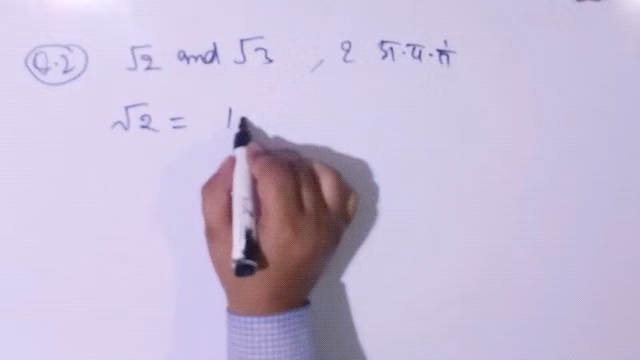 Q.2 √2 and √3 , 2 प.प.सं
√2 = 1.